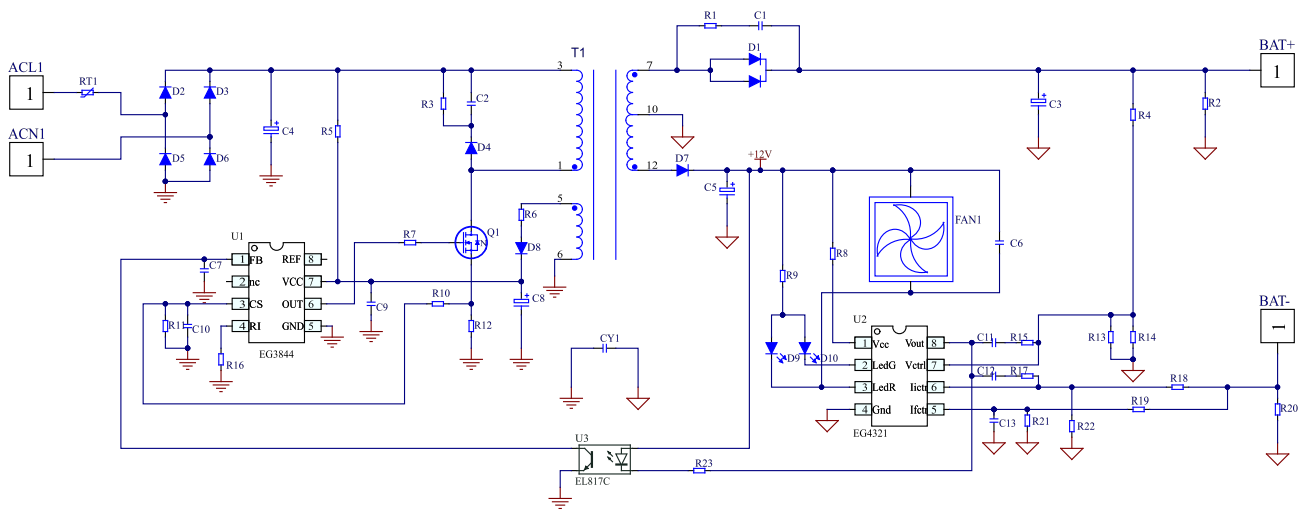 R1 C1
T1
D1
ACL1
1
RT1
D2 D3
3
7
BAT+
1
R3 C2
C3
R4
R2
ACN1
1
C4
R5
10
D5 D6
D4
1
12
D7
+12V
C5
5
R6
FAN1
R7
Q1
N
D8
C6
R8
U1
1 FB REF 8
2 nc VCC 7
3 CS OUT 6
4 RI GND 5
EG3844
C7
6
R9
R10
C8
C9
BAT-
1
R11 C10
R12
R16
CY1
D9 D10
U2
1 Vcc Vout 8
2 LedG Vctrl 7
3 LedR Iictr 6
4 Gnd Ifctr 5
EG4321
C11 R15
R13 R14
C12 R17
R18
R19
R20
C13 R21
R22
U3
EL817C
R23